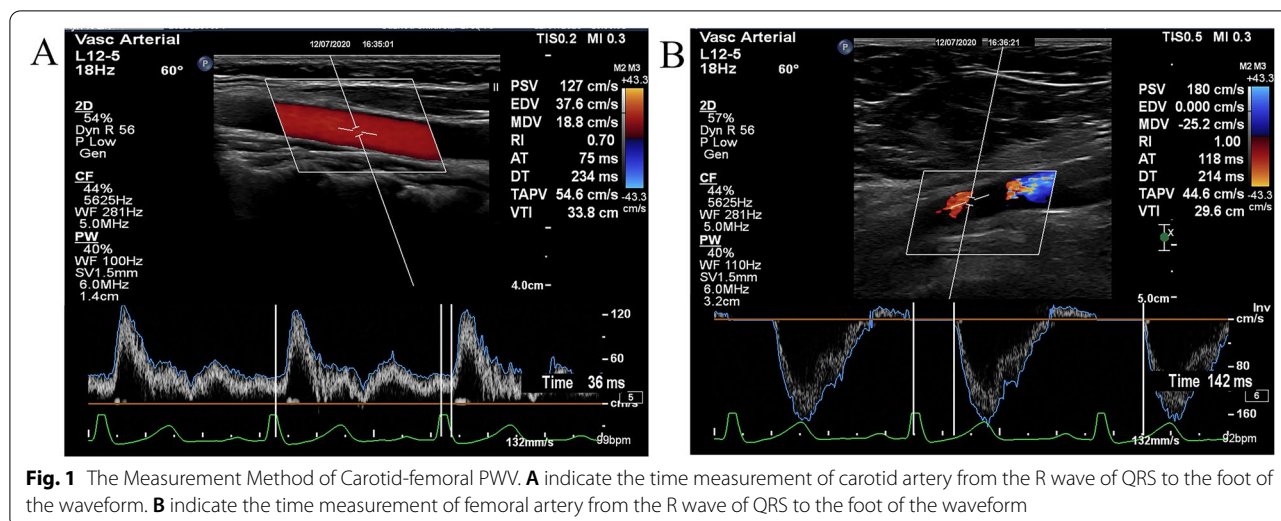 A
Vasc Arterial
L12-5
18Hz 60°
12/07/2020 16:35:01
TIS0.2 MI 0.3
P
M2 M3
+43.3
-43.3
cm/s
2D
54%
Dyn R 56
P Low
Gen
CF
44%
5625Hz
WF 281Hz
5.0MHz
PW
40%
WF 100Hz
SV1.5mm
6.0MHz
1.4cm
PSV 127 cm/s
EDV 37.6 cm/s
MDV 18.8 cm/s
RI 0.70
AT 75 ms
DT 234 ms
TAPV 54.6 cm/s
VTI 33.8 cm
4.0cm
120
60
Time 36 ms
5
cm/s
132mm/s
99bpm
B
Vasc Arterial
L12-5
18Hz 60°
12/07/2020 16:36:21
TIS0.5 MI 0.3
P
M2 M3
+43.3
-43.3
cm/s
2D
57%
Dyn R 56
P Low
Gen
CF
44%
5625Hz
WF 281Hz
5.0MHz
PW
40%
WF 110Hz
SV1.5mm
6.0MHz
3.2cm
PSV 180 cm/s
EDV 0.000 cm/s
MDV -25.2 cm/s
RI 1.00
AT 118 ms
DT 214 ms
TAPV 44.6 cm/s
VTI 29.6 cm
X
5.0cm
Inv
cm/s
-80
Time 142 ms
6
-160
132mm/s
92bpm
Fig. 1 The Measurement Method of Carotid-femoral PWV. A indicate the time measurement of carotid artery from the R wave of QRS to the foot of
the waveform. B indicate the time measurement of femoral artery from the R wave of QRS to the foot of the waveform